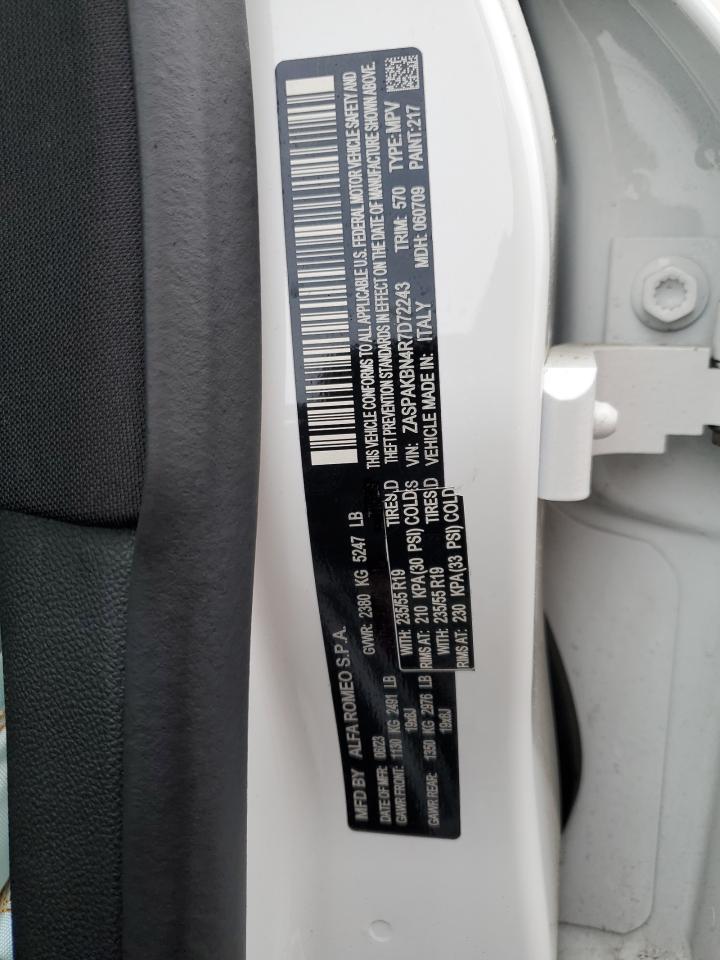 MFD BY ALFA ROMEO S.P.A.
DATE OF MFR: 06/23 GVWR: 2380 KG 5247 LB
GAWR FRONT: 1130 KG 2491 LB
19x8J
WITH: 235/55 R19 TIRES
RIMS AT: 210 KPA(30 PSI) COLD
GAWR REAR: 1350 KG 2976 LB
19x8J
WITH: 235/55 R19 TIRES
RIMS AT: 230 KPA(33 PSI) COLD
THIS VEHICLE CONFORMS TO ALL APPLICABLE U.S. FEDERAL MOTOR VEHICLE SAFETY AND
THEFT PREVENTION STANDARDS IN EFFECT ON THE DATE OF MANUFACTURE SHOWN ABOVE.
VIN: ZASPAKBN4R7D72243 TRIM: 570 TYPE: MPV
VEHICLE MADE IN: ITALY MDH: 060709 PAINT: 217